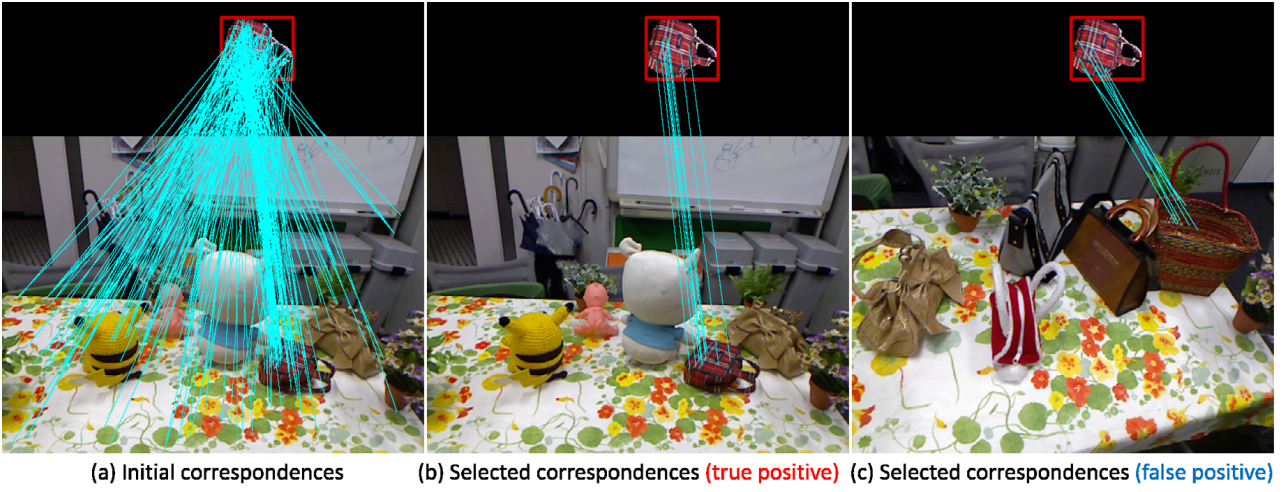 (a) Initial correspondences
(b) Selected correspondences (true positive)
(c) Selected correspondences (false positive)